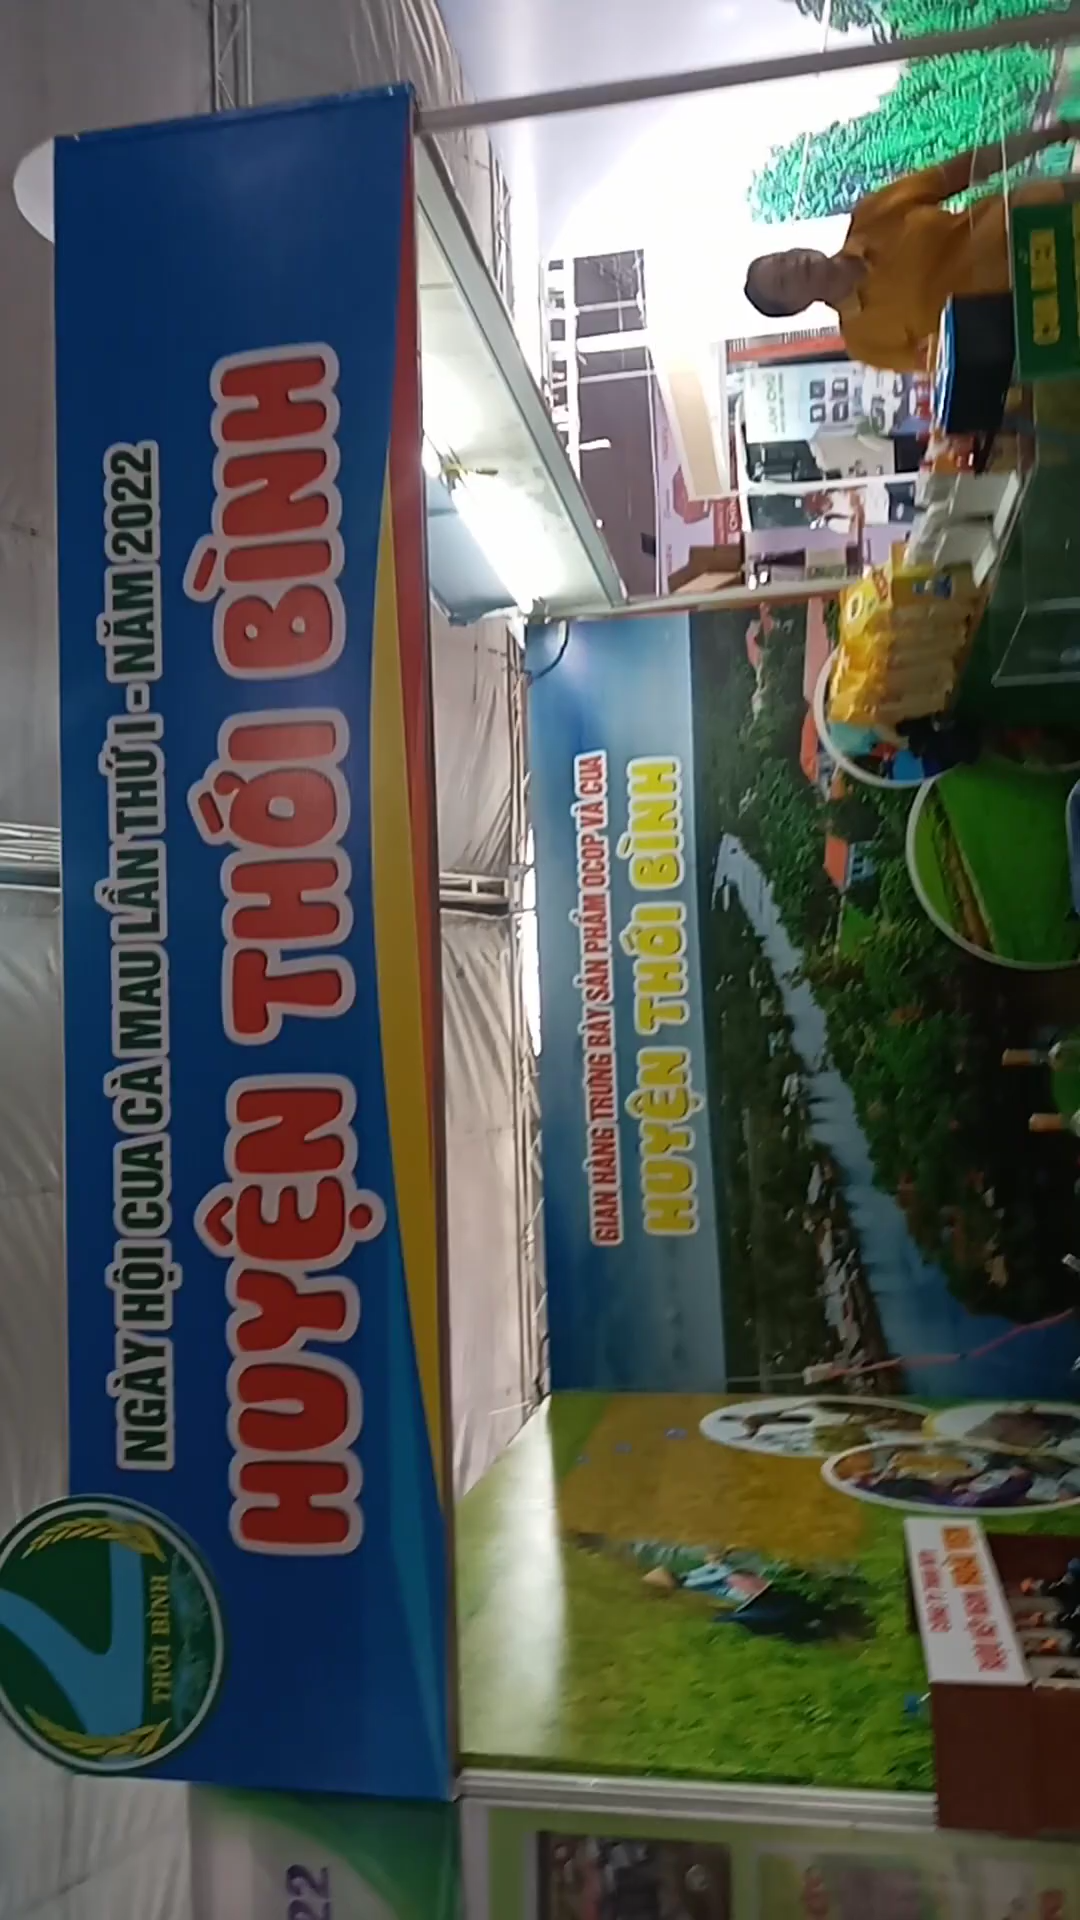 NGÀY HỘI CUA CÀ MAU LẦN THỨ I - NĂM 2022
HUYỆN THỚI BÌNH
THỚI BÌNH
GIAN HÀNG TRƯNG BÀY SẢN PHẨM OCOP VÀ CUA
HUYỆN THỚI BÌNH
22